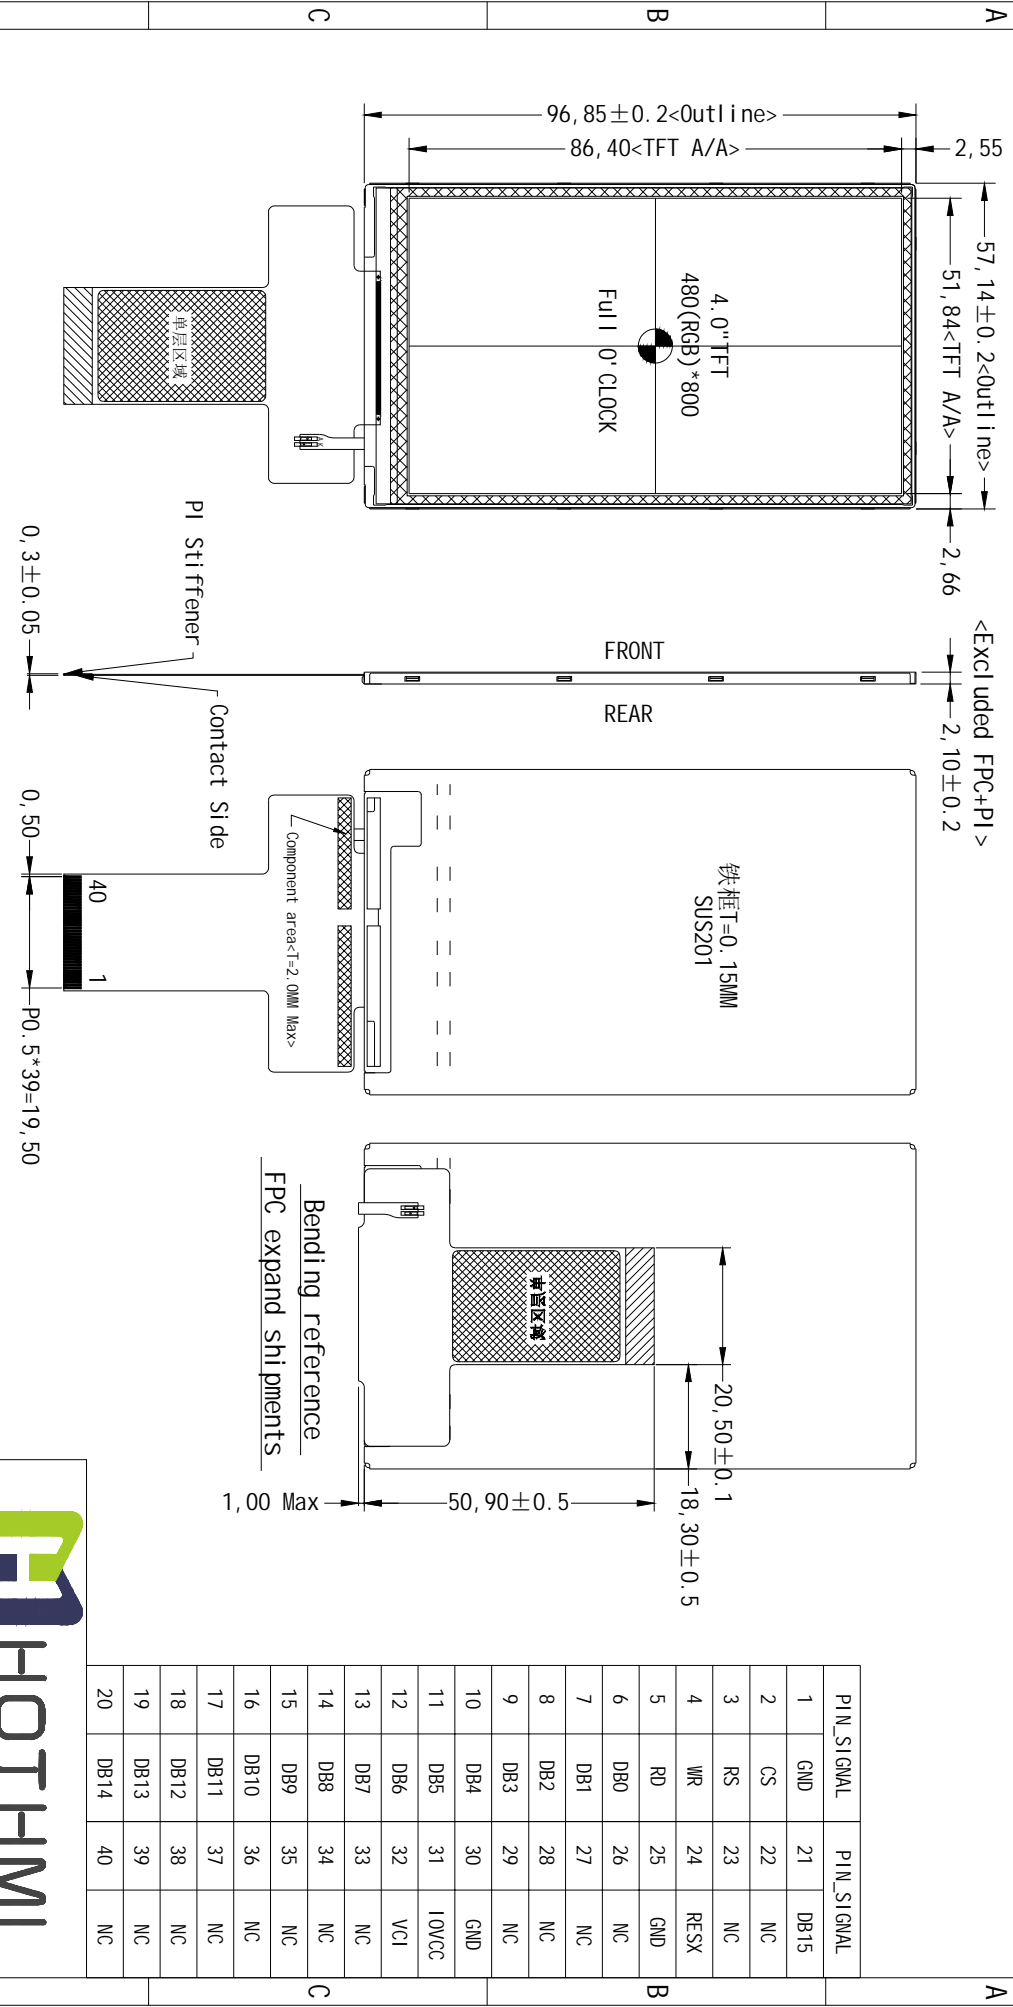 A
B
C
57,14±0.2<Outline>
51,84<TFT A/A>
2,66
2,55
96,85±0.2<Outline>
86,40<TFT A/A>
4.0"TFT
480(RGB)*800
Full O'CLOCK
单层区域
<Excluded FPC+PI>
2,10±0.2
FRONT
REAR
PI Stiffener
Contact Side
0,3±0.05
铁框T=0.15MM
SUS201
Component area<T=2.0MM Max>
40
1
0,50
P0.5*39=19,50
20,50±0.1
18,30±0.5
50,90±0.5
1,00 Max
单层区域
Bending reference
FPC expand shipments
PIN_SIGNAL PIN_SIGNAL
1 GND 21 DB15
2 CS 22 NC
3 RS 23 NC
4 WR 24 RESX
5 RD 25 GND
6 DB0 26 NC
7 DB1 27 NC
8 DB2 28 NC
9 DB3 29 NC
10 DB4 30 GND
11 DB5 31 IOVCC
12 DB6 32 VCI
13 DB7 33 NC
14 DB8 34 NC
15 DB9 35 NC
16 DB10 36 NC
17 DB11 37 NC
18 DB12 38 NC
19 DB13 39 NC
20 DB14 40 NC
HOTHMI
A
B
C